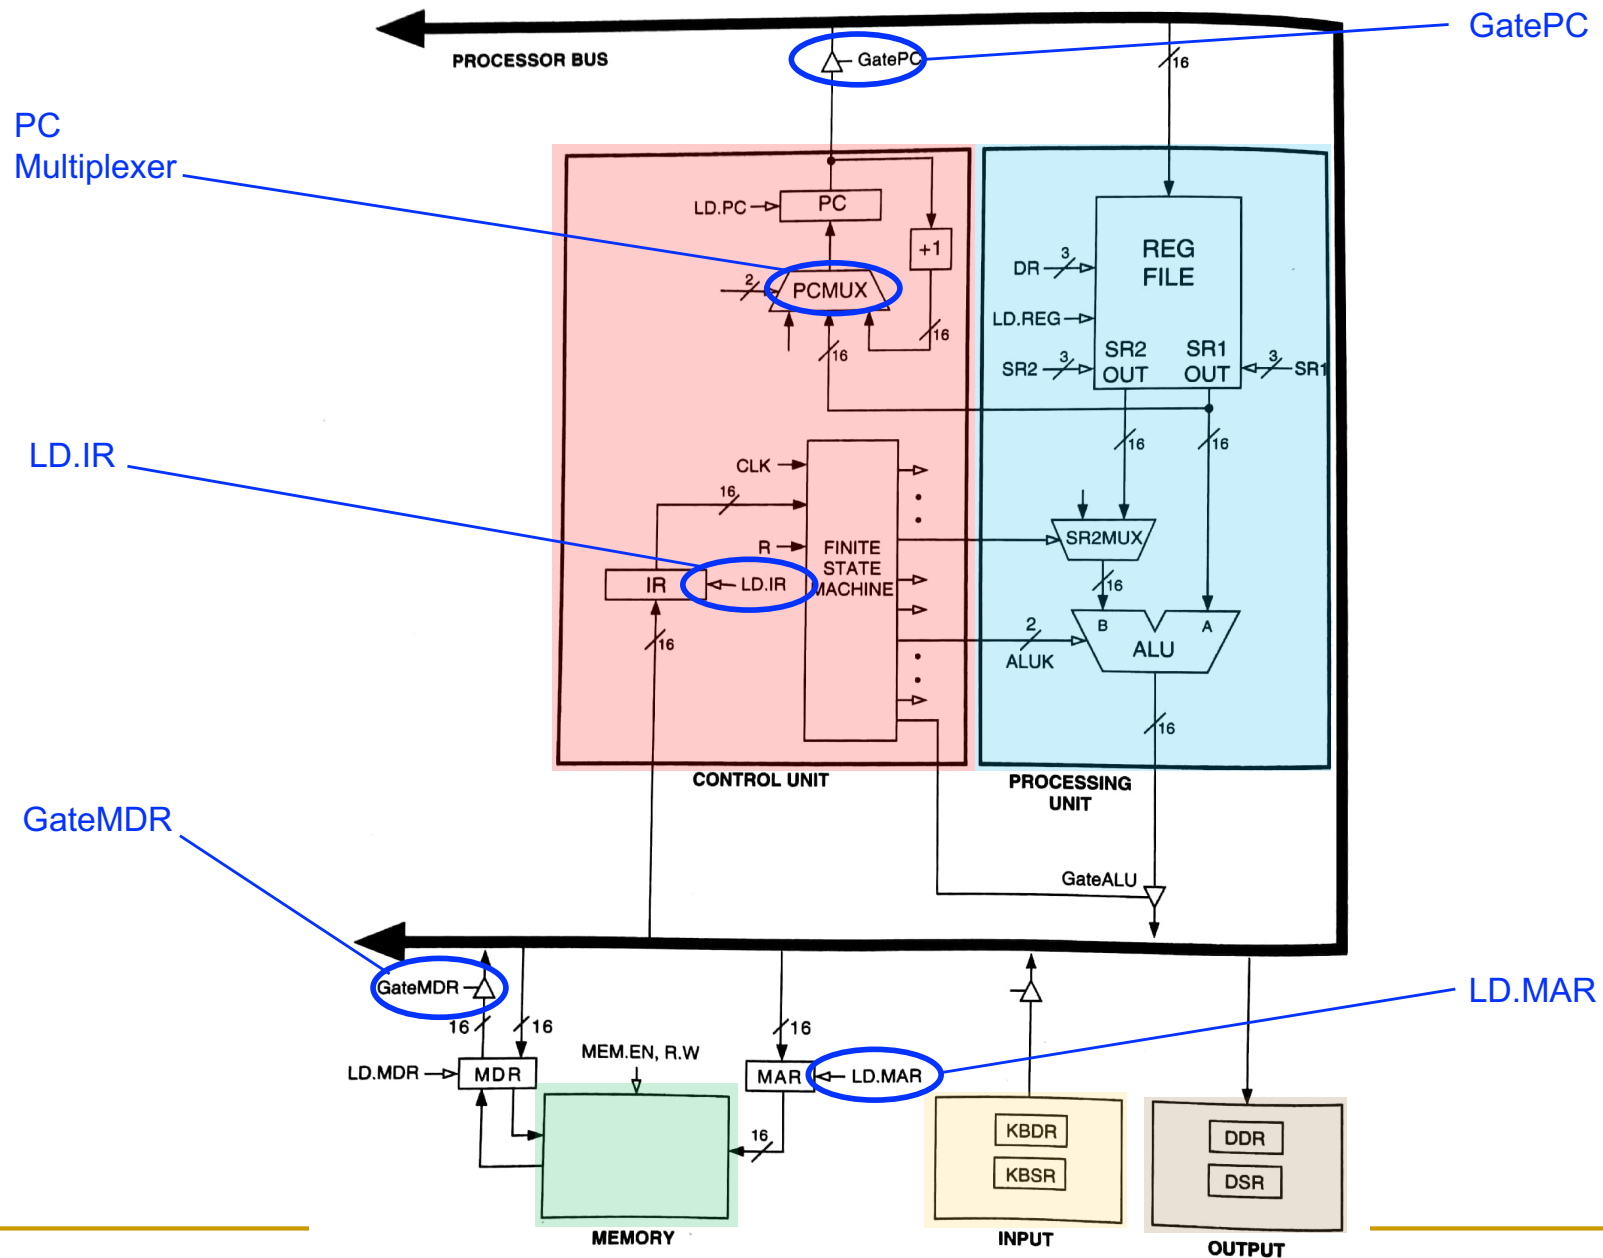 GatePC
PROCESSOR BUS
GatePC
16
PC
Multiplexer
LD.PC
PC
+1
2
PCMUX
16
16
REG
FILE
DR
3
LD.REG
SR2
3
SR2
OUT
SR1
OUT
3
SR1
16
16
LD.IR
CLK
16
R
FINITE
STATE
MACHINE
IR
LD.IR
16
SR2MUX
16
B
A
ALU
2
ALUK
16
CONTROL UNIT
PROCESSING
UNIT
GateMDR
GateALU
GateMDR
16
16
16
LD.MAR
LD.MDR
MDR
MEM.EN, R.W
MAR
LD.MAR
16
KBDR
KBSR
DDR
DSR
MEMORY
INPUT
OUTPUT